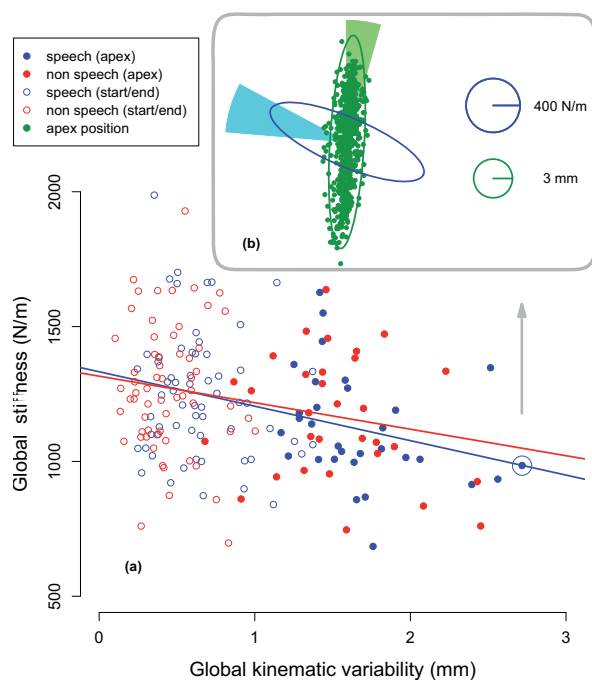 speech (apex)
non speech (apex)
speech (start/end)
non speech (start/end)
apex position
400 N/m
3 mm
(b)
2000
1500
1000
500
Global stiffness (N/m)
(a)
0
1
2
3
Global kinematic variability (mm)